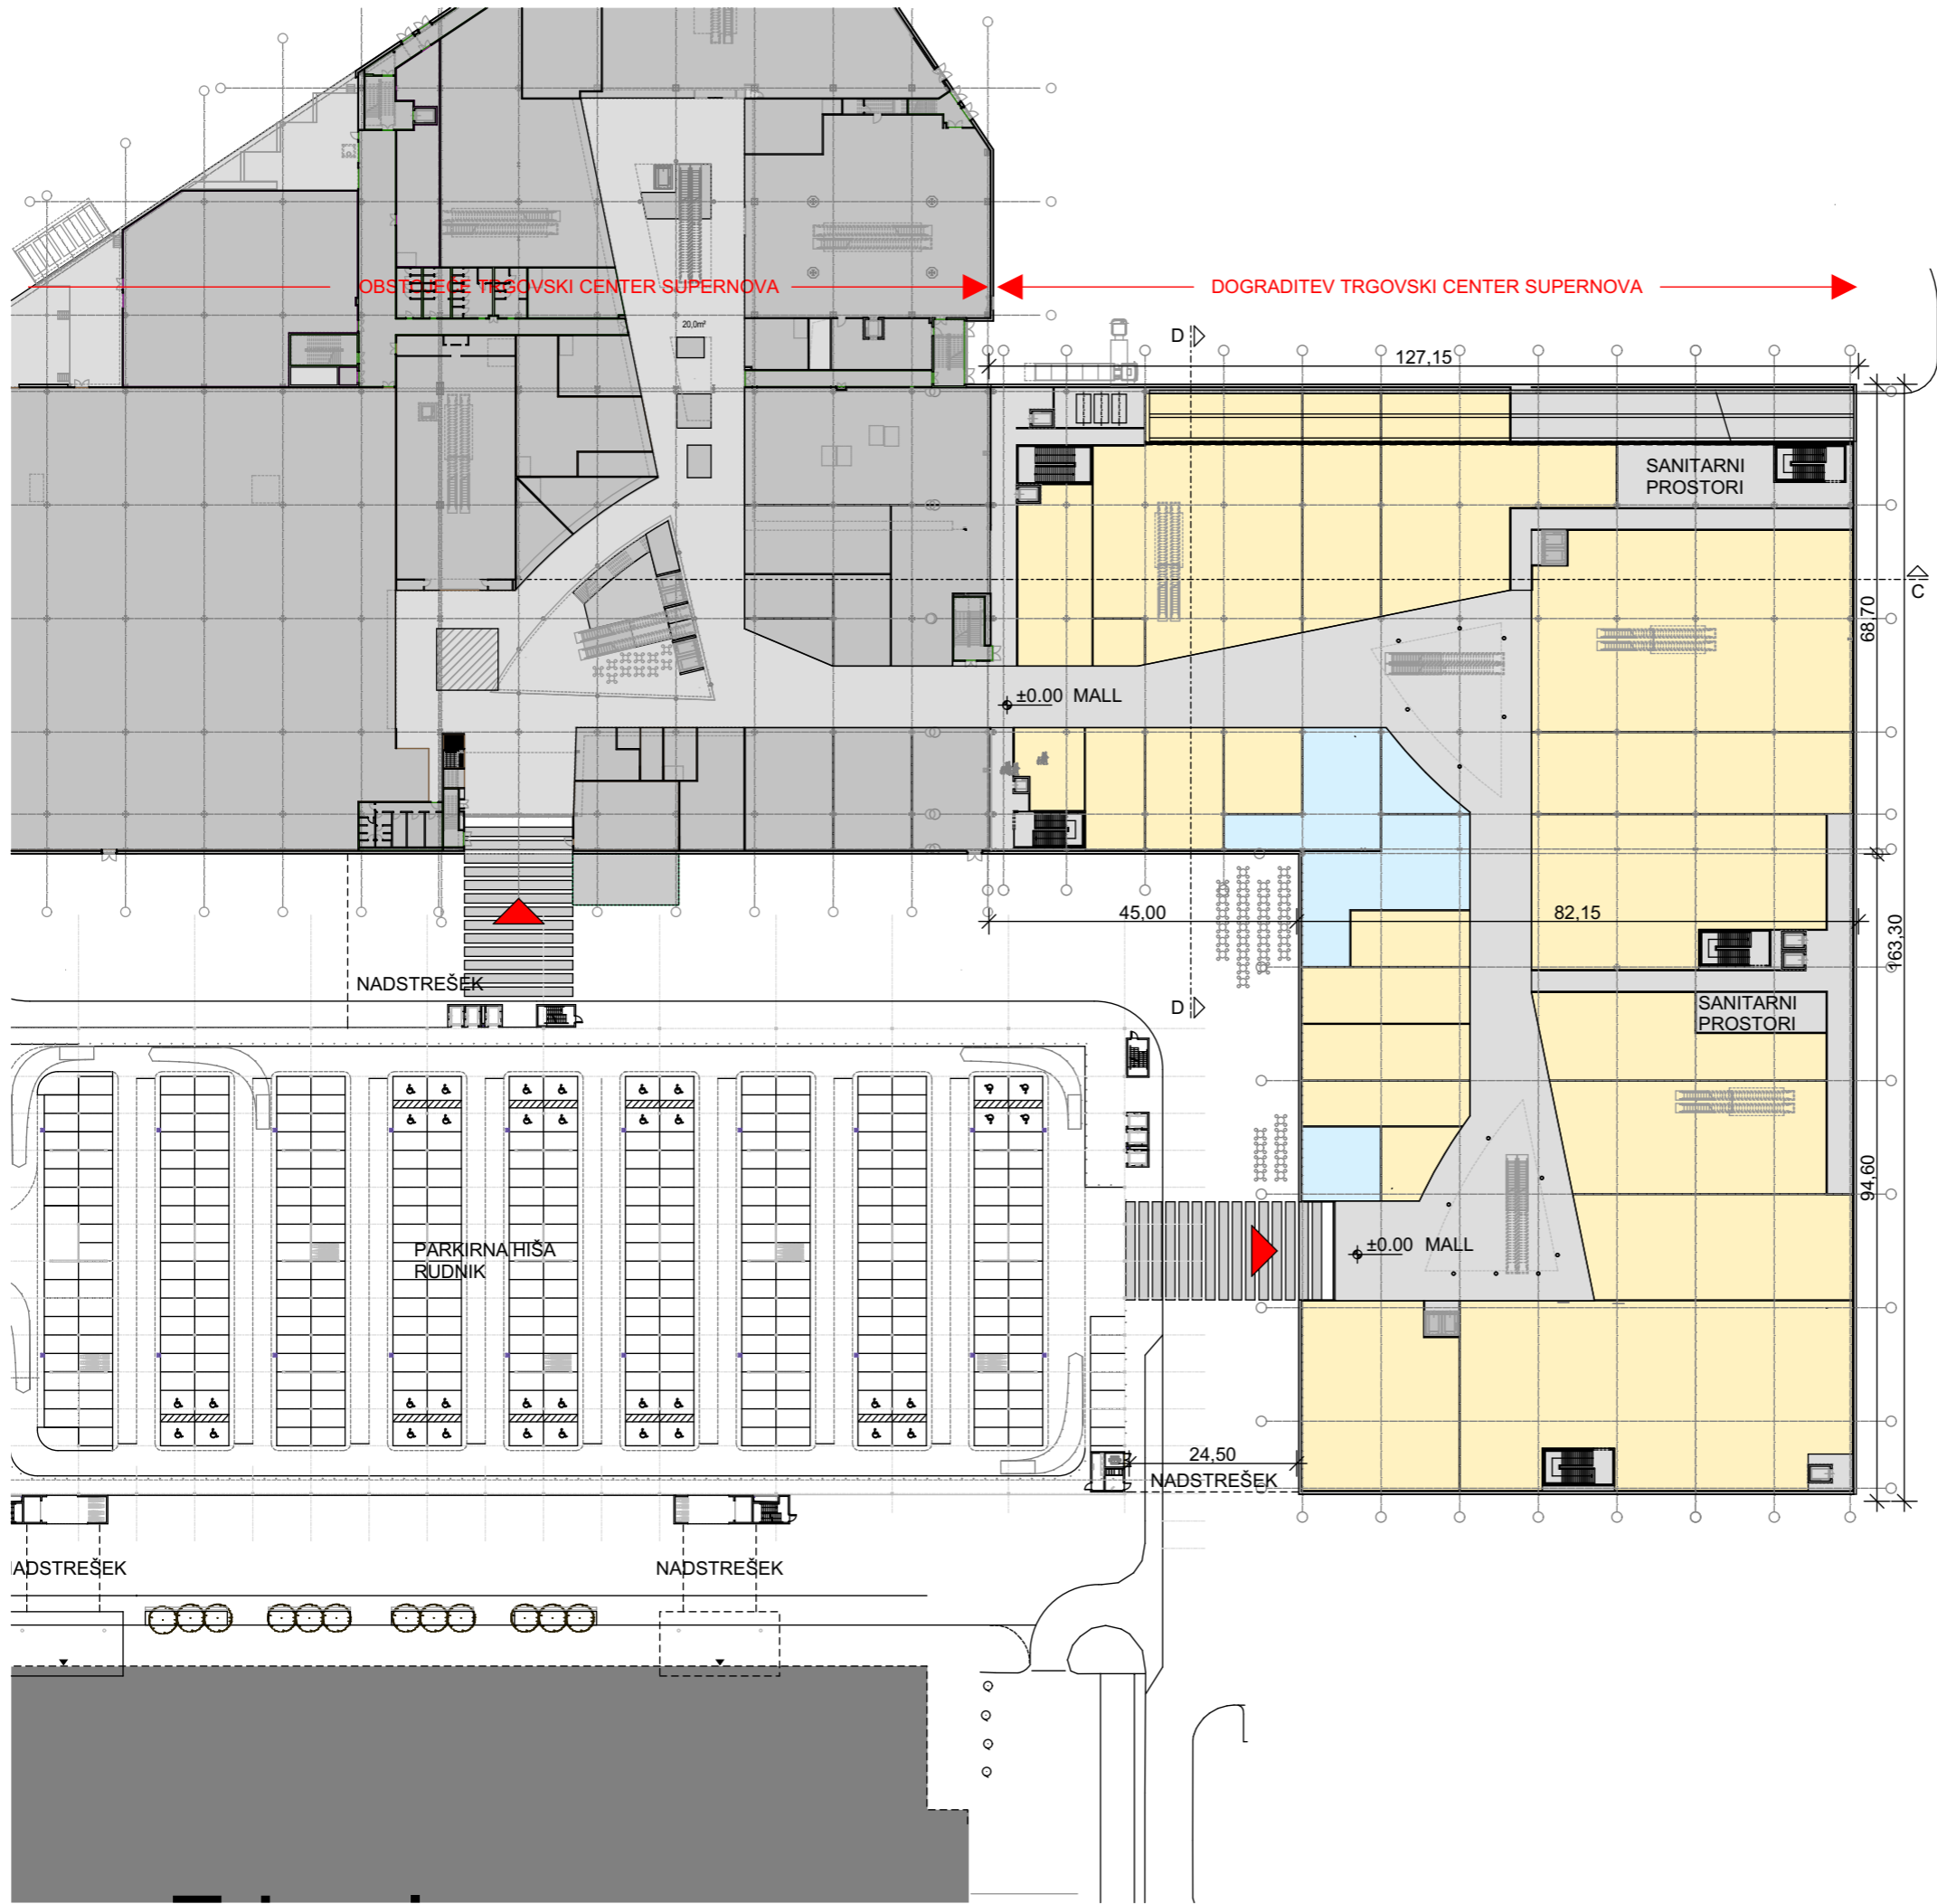 OBSTOJEČE TRGOVSKI CENTER SUPERNOVA
DOGRADITEV TRGOVSKI CENTER SUPERNOVA
20,0m²
D
127,15
SANITARNI
PROSTORI
C
68,70
±0.00 MALL
45,00
82,15
163,30
NADSTREŠEK
D
SANITARNI
PROSTORI
94,60
PARKIRNA HIŠA
RUDNIK
±0.00 MALL
24,50
NADSTREŠEK
NADSTREŠEK
NADSTREŠEK